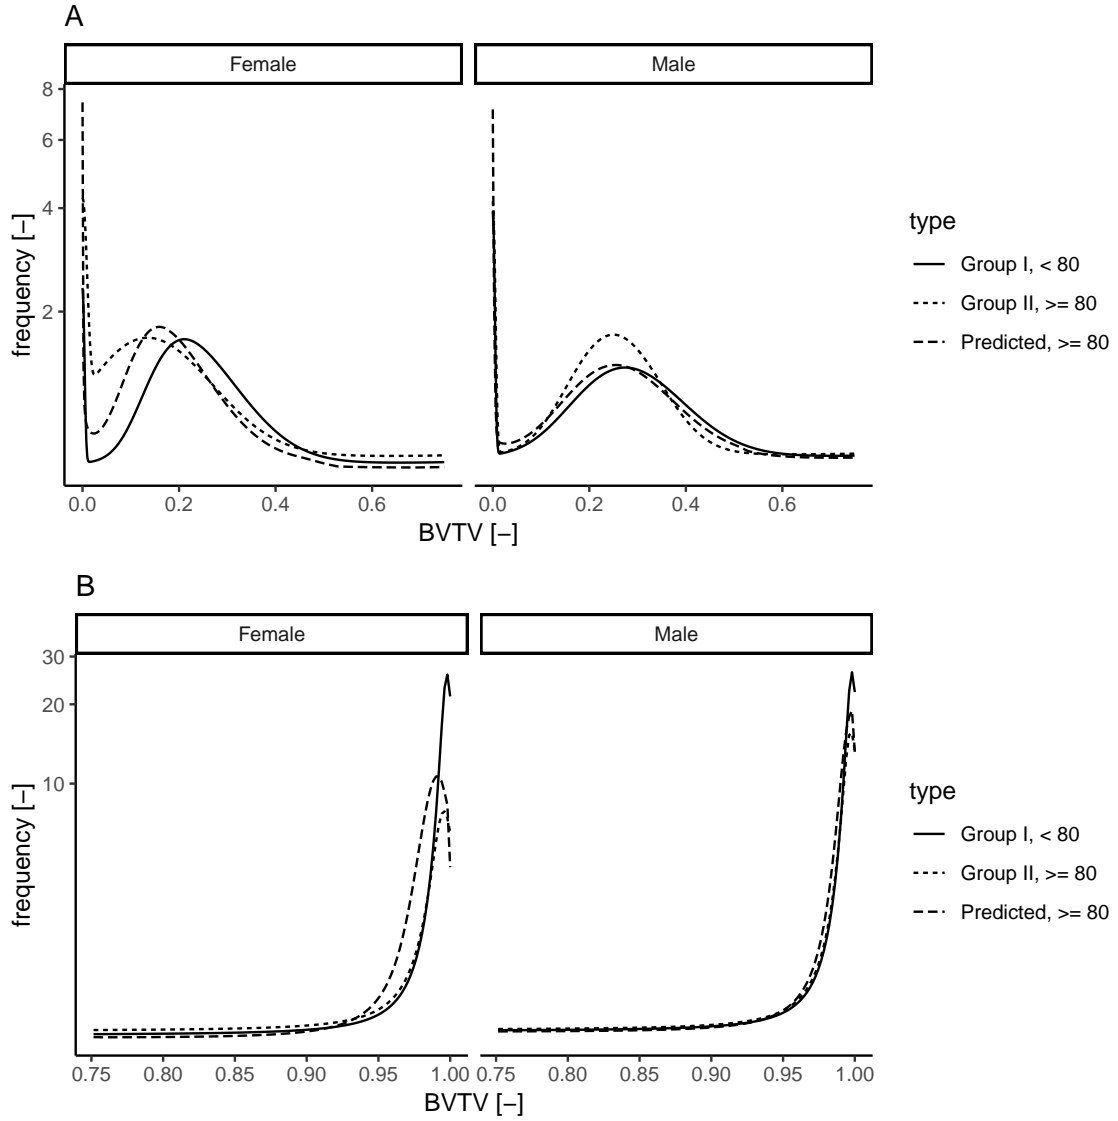 A
Female
Male
8
6
4
2
frequency [−]
0.0
0.2
0.4
0.6
0.0
0.2
0.4
0.6
BVTV [−]
type
Group I, < 80
Group II, >= 80
Predicted, >= 80
B
Female
Male
30
20
10
frequency [−]
0.75
0.80
0.85
0.90
0.95
1.00
0.75
0.80
0.85
0.90
0.95
1.00
BVTV [−]
type
Group I, < 80
Group II, >= 80
Predicted, >= 80